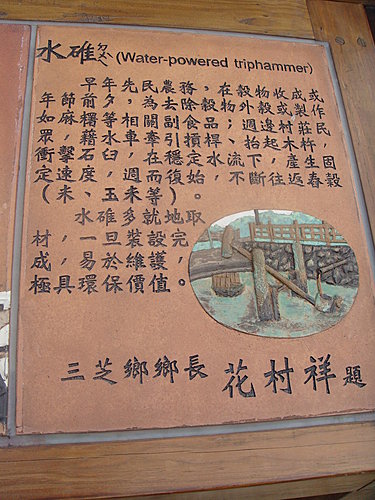 水碓ㄉㄨㄟˋ(Water-powered triphammer)
早年，先民農務，在穀物收成或
年節前夕，為去除穀物外殼或製作
如麻糬等相關副食品；週邊村莊民
眾，藉水車，牽引槓桿、抬起木杵，
衝擊石臼，在穩定水流下，產生固
定速度，週而復始，不斷往返舂穀
（米、玉米等）。
水碓多就地取
材，一旦裝設完
成，易於維護，
極具環保價值。
三芝鄉鄉長 花村祥 題